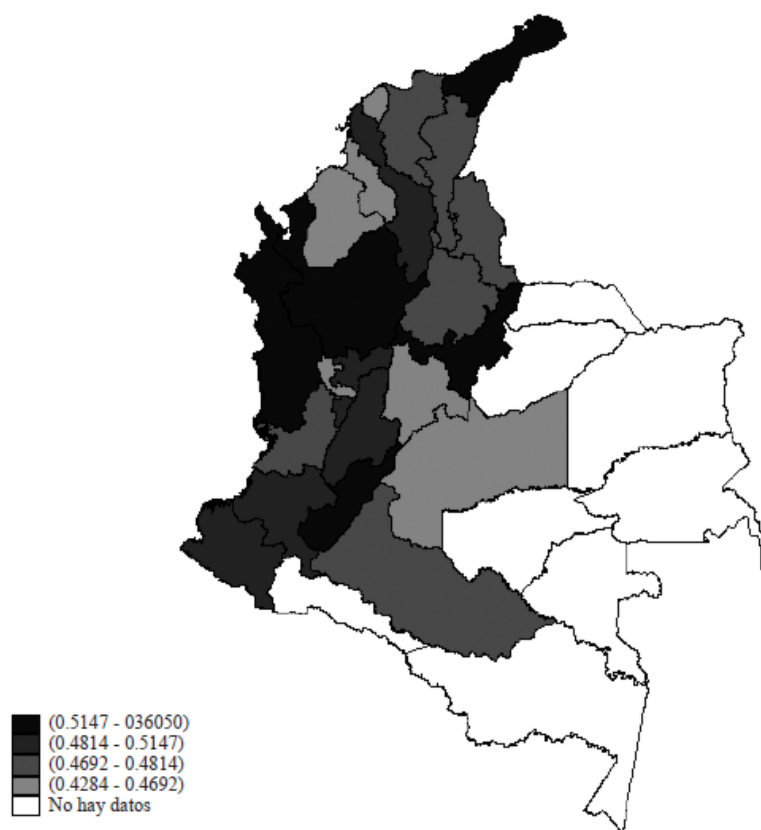 (0.5147 - 036050)
(0.4814 - 0.5147)
(0.4692 - 0.4814)
(0.4284 - 0.4692)
No hay datos